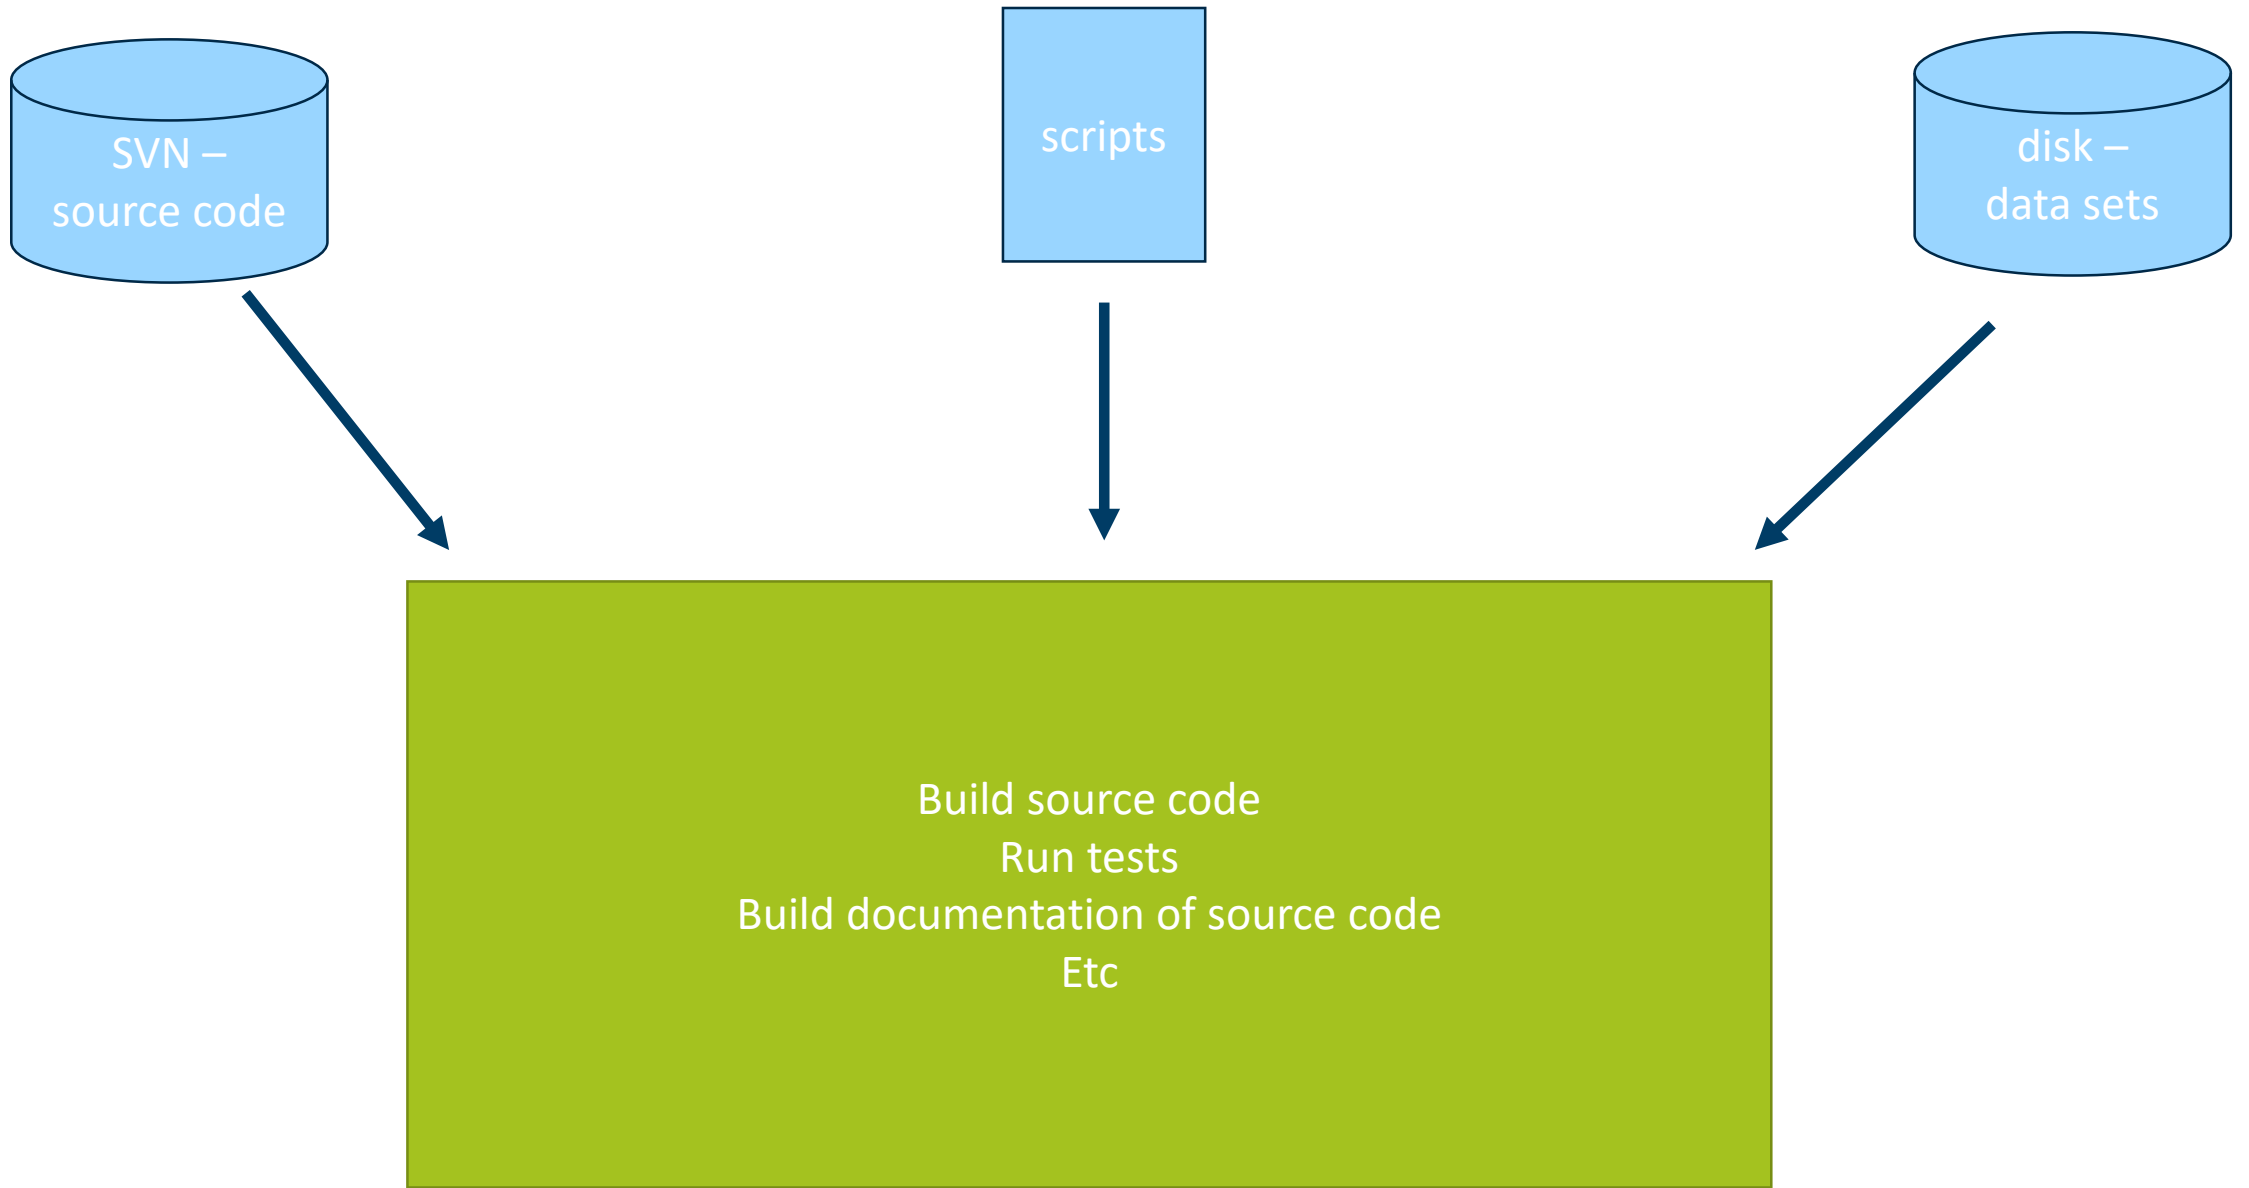 SVN –
source code
scripts
disk –
data sets
Build source code
Run tests
Build documentation of source code
Etc